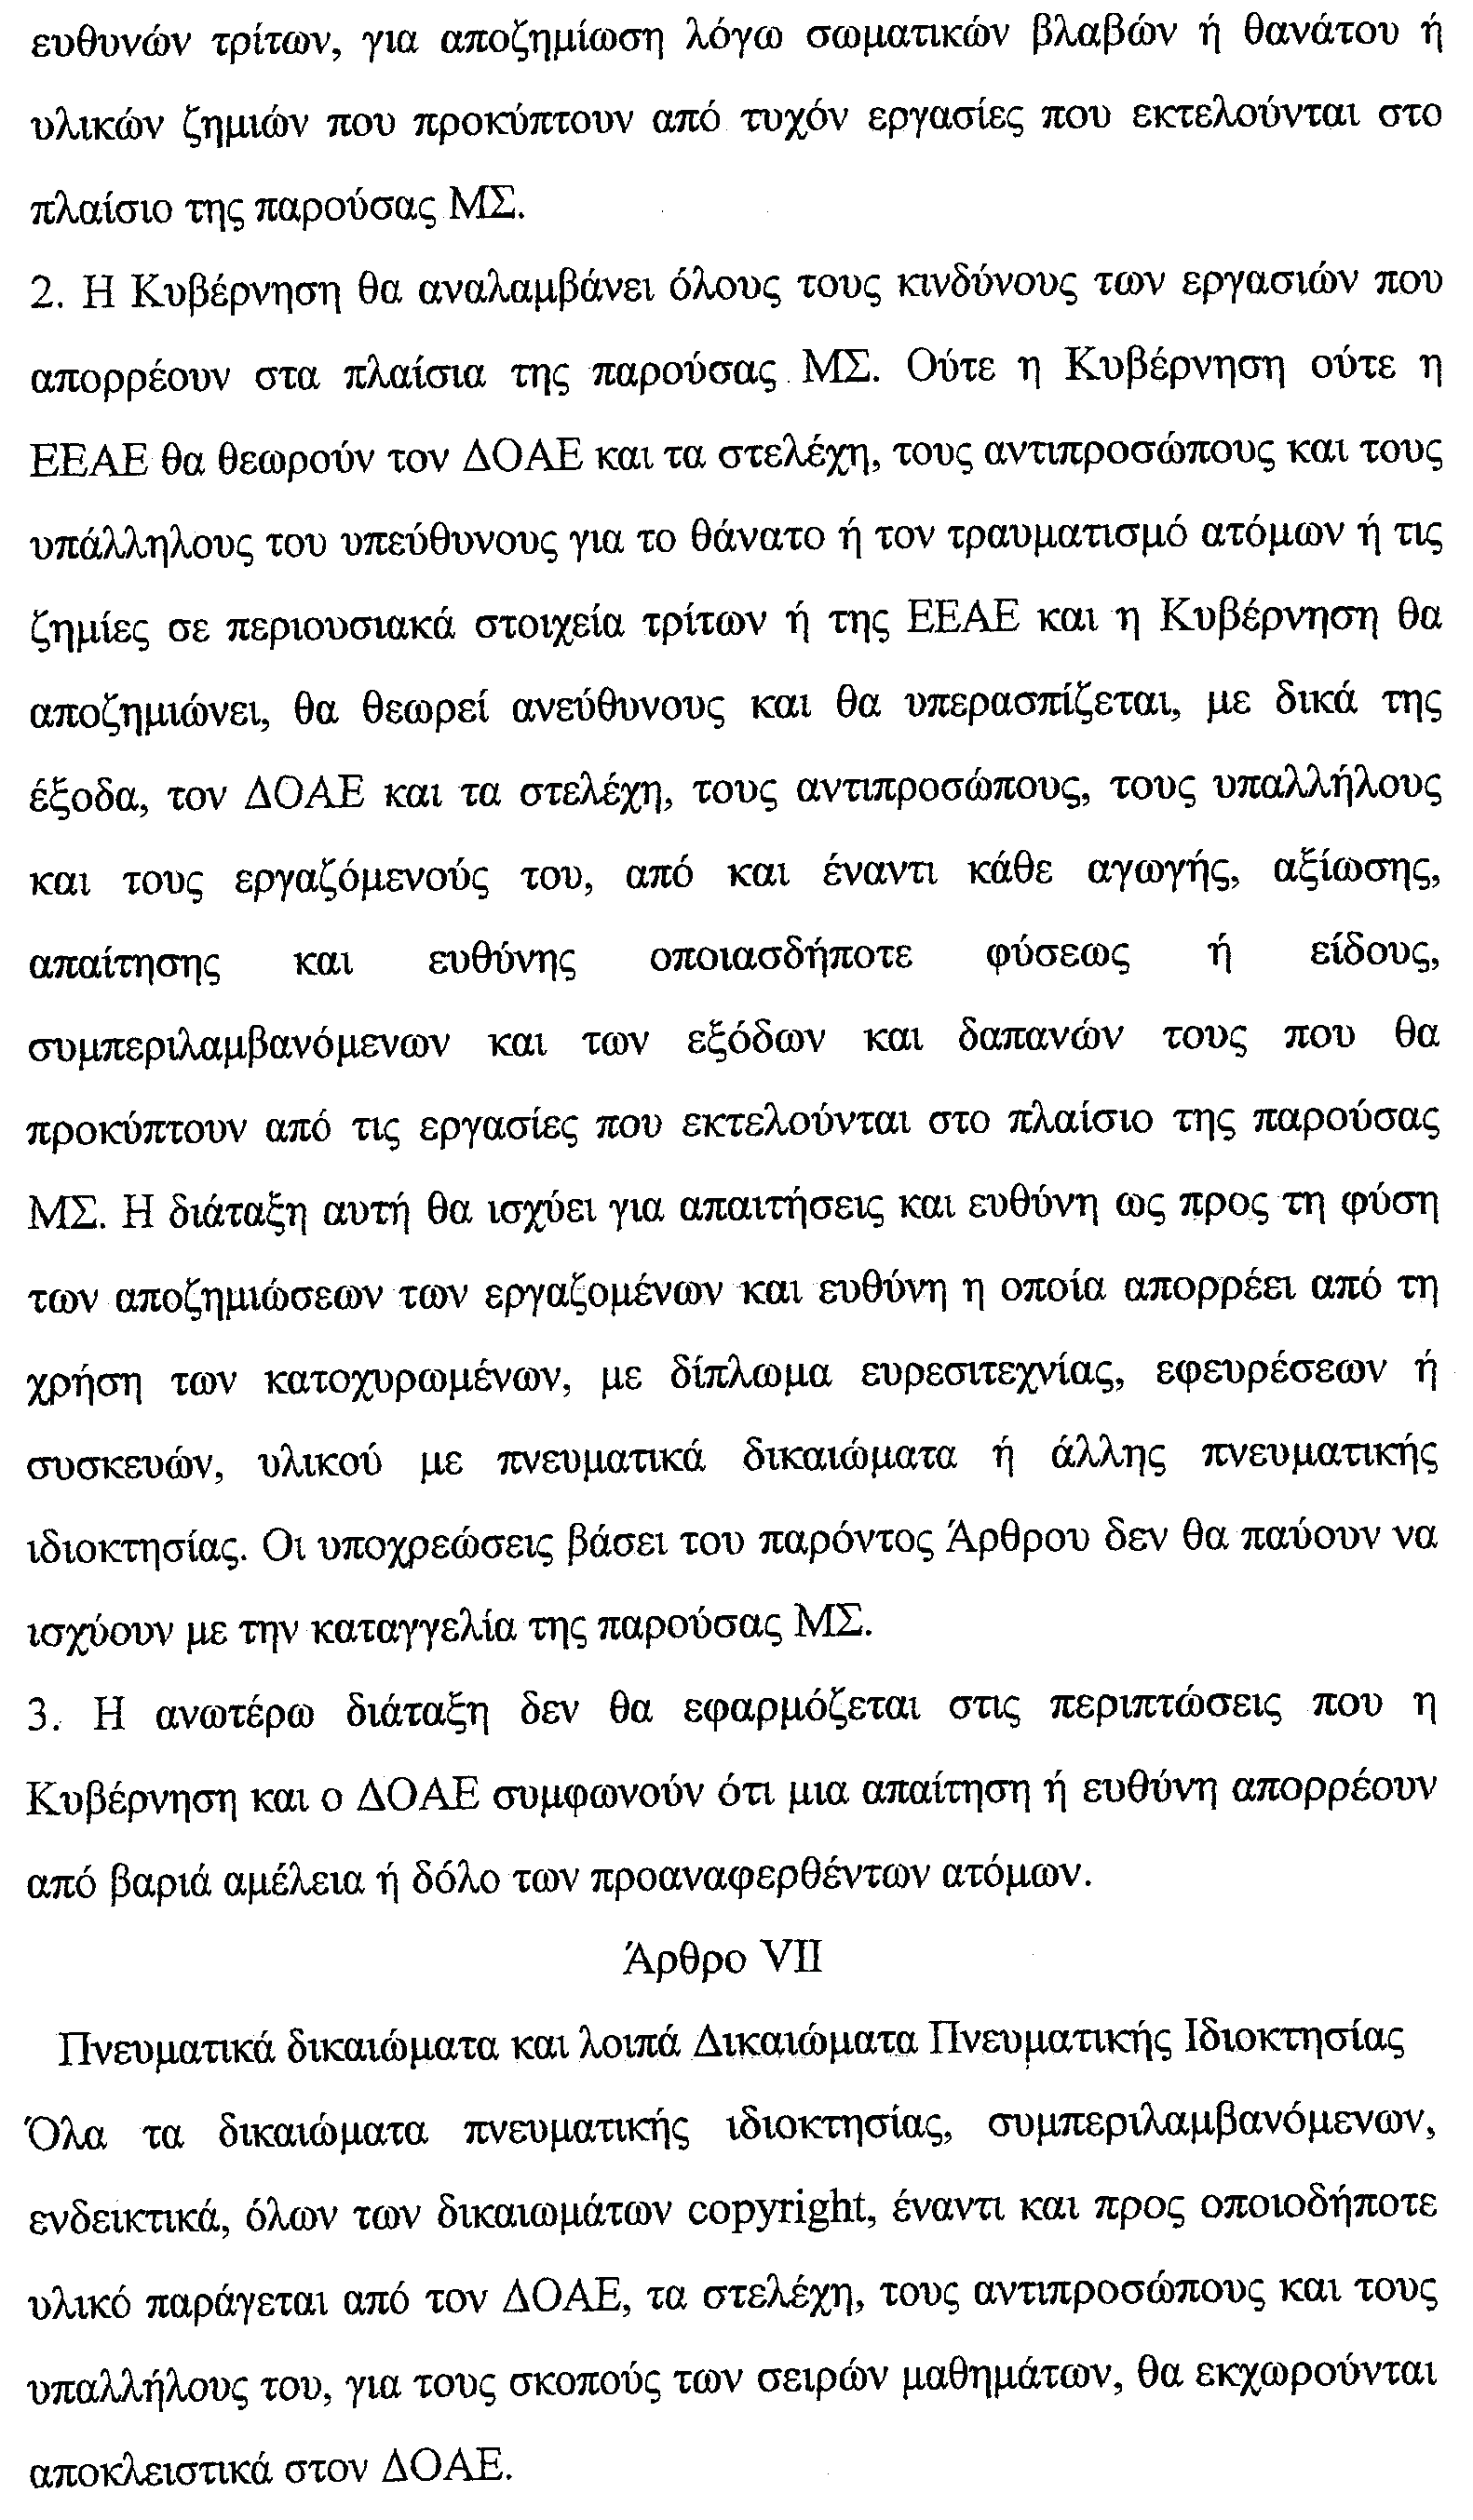 ευθυνών τρίτων, για αποζημίωση λόγω σωματικών βλαβών ή θανάτου ή
υλικών ζημιών που προκύπτουν από τυχόν εργασίες που εκτελούνται στο
πλαίσιο της παρούσας ΜΣ.
2. Η Κυβέρνηση θα αναλαμβάνει όλους τους κινδύνους των εργασιών που
απορρέουν στα πλαίσια της παρούσας ΜΣ. Ούτε η Κυβέρνηση ούτε η
ΕΕΑΕ θα θεωρούν τον ΔΟΑΕ και τα στελέχη, τους αντιπροσώπους και τους
υπάλληλους του υπεύθυνους για το θάνατο ή τον τραυματισμό ατόμων ή τις
ζημίες σε περιουσιακά στοιχεία τρίτων ή της ΕΕΑΕ και η Κυβέρνηση θα
αποζημιώνει, θα θεωρεί ανεύθυνους και θα υπερασπίζεται, με δικά της
έξοδα, τον ΔΟΑΕ και τα στελέχη, τους αντιπροσώπους, τους υπαλλήλους
και τους εργαζόμενούς του, από και έναντι κάθε αγωγής, αξίωσης,
απαίτησης και ευθύνης οποιασδήποτε φύσεως ή είδους,
συμπεριλαμβανόμενων και των εξόδων και δαπανών τους που θα
προκύπτουν από τις εργασίες που εκτελούνται στο πλαίσιο της παρούσας
ΜΣ. Η διάταξη αυτή θα ισχύει για απαιτήσεις και ευθύνη ως προς τη φύση
των αποζημιώσεων των εργαζομένων και ευθύνη η οποία απορρέει από τη
χρήση των κατοχυρωμένων, με δίπλωμα ευρεσιτεχνίας, εφευρέσεων ή
συσκευών, υλικού με πνευματικά δικαιώματα ή άλλης πνευματικής
ιδιοκτησίας. Οι υποχρεώσεις βάσει του παρόντος Άρθρου δεν θα παύουν να
ισχύουν με την καταγγελία της παρούσας ΜΣ.
3. Η ανωτέρω διάταξη δεν θα εφαρμόζεται στις περιπτώσεις που η
Κυβέρνηση και ο ΔΟΑΕ συμφωνούν ότι μια απαίτηση ή ευθύνη απορρέουν
από βαριά αμέλεια ή δόλο των προαναφερθέντων ατόμων.
Άρθρο VII
Πνευματικά δικαιώματα και λοιπά Δικαιώματα Πνευματικής Ιδιοκτησίας
Όλα τα δικαιώματα πνευματικής ιδιοκτησίας, συμπεριλαμβανόμενων,
ενδεικτικά, όλων των δικαιωμάτων copyright, έναντι και προς οποιοδήποτε
υλικό παράγεται από τον ΔΟΑΕ, τα στελέχη, τους αντιπροσώπους και τους
υπαλλήλους του, για τους σκοπούς των σειρών μαθημάτων, θα εκχωρούνται
αποκλειστικά στον ΔΟΑΕ.